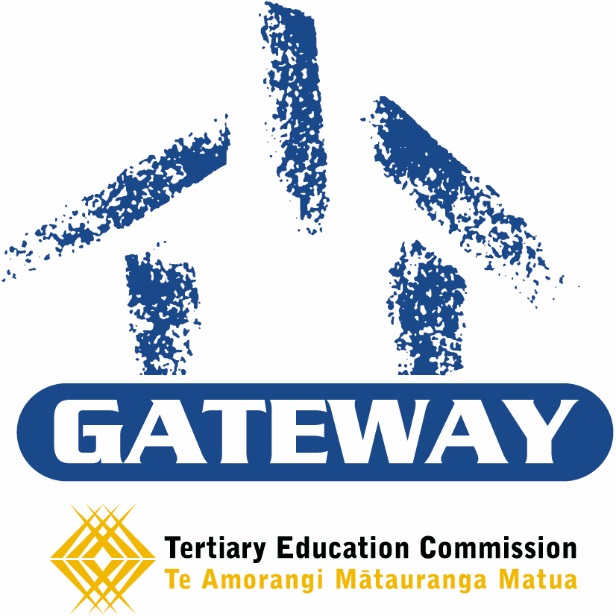 GATEWAY
Tertiary Education Commission
Te Amorangi Mātauranga Matua